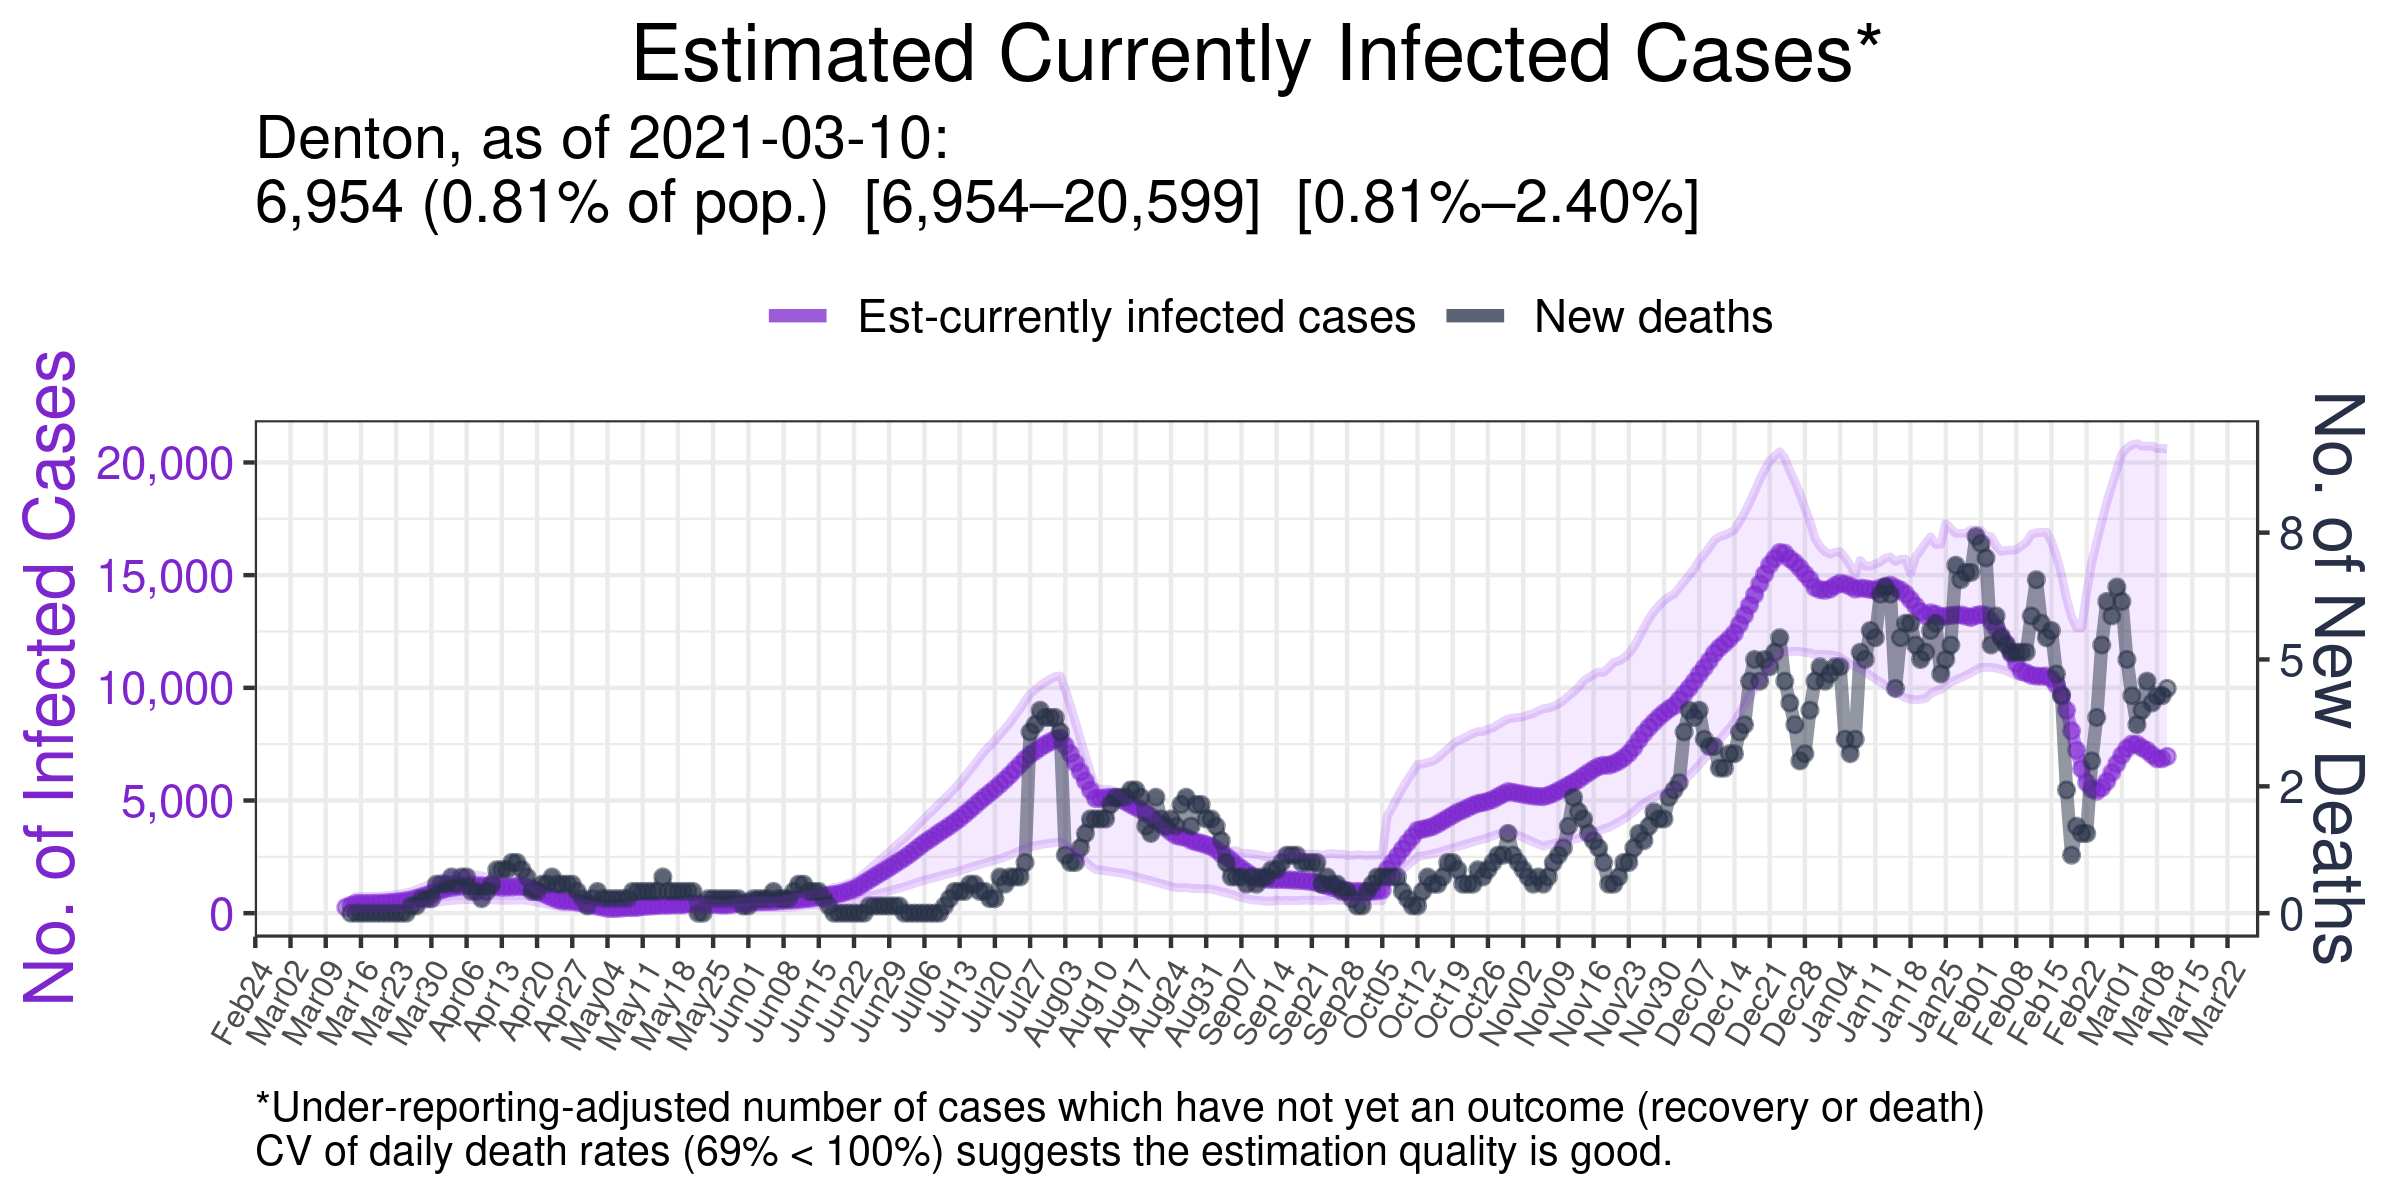 Estimated Currently Infected Cases*
Denton, as of 2021-03-10:
6,954 (0.81% of pop.) [6,954–20,599] [0.81%–2.40%]
Est-currently infected cases New deaths
No. of Infected Cases
20,000
15,000
10,000
5,000
0
8
5
2
0
No. of New Deaths
Feb24 Mar02 Mar09 Mar16 Mar23 Mar30 Apr06 Apr13 Apr20 Apr27 May04 May11 May18 May25 Jun01 Jun08 Jun15 Jun22 Jun29 Jul06 Jul13 Jul20 Jul27 Aug03 Aug10 Aug17 Aug24 Aug31 Sep07 Sep14 Sep21 Sep28 Oct05 Oct12 Oct19 Oct26 Nov02 Nov09 Nov16 Nov23 Nov30 Dec07 Dec14 Dec21 Dec28 Jan04 Jan11 Jan18 Jan25 Feb01 Feb08 Feb15 Feb22 Mar01 Mar08 Mar15 Mar22
*Under-reporting-adjusted number of cases which have not yet an outcome (recovery or death)
CV of daily death rates (69% < 100%) suggests the estimation quality is good.